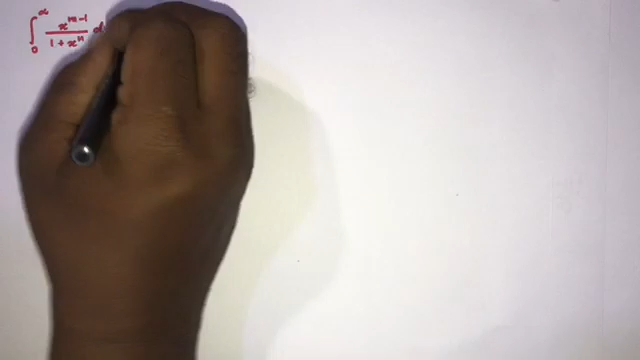 ∫₀^∞ x^(m-1)/(1 + x^n) d